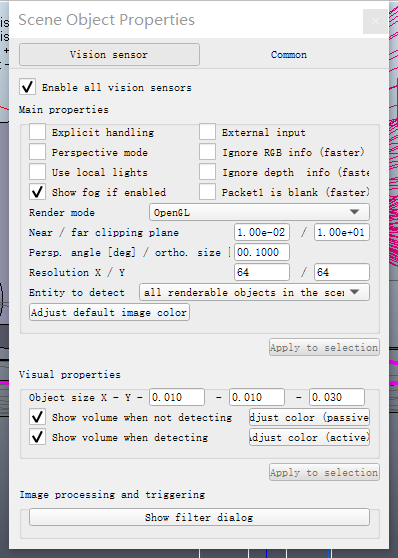 Scene Object Properties
Vision sensor Common
Enable all vision sensors
Main properties
Explicit handling External input
Perspective mode Ignore RGB info (faster)
Use local lights Ignore depth info (faste
Show fog if enabled Packet1 is blank (faster)
Render mode OpenGL
Near / far clipping plane 1.00e-02 / 1.00e+01
Persp. angle [deg] / ortho. size [ 00.1000
Resolution X / Y 64 / 64
Entity to detect all renderable objects in the scen
Adjust default image color
Apply to selection
Visual properties
Object size X - Y - 0.010 - 0.010 - 0.030
Show volume when not detecting djust color (passive
Show volume when detecting djust color (active)
Apply to selection
Image processing and triggering
Show filter dialog